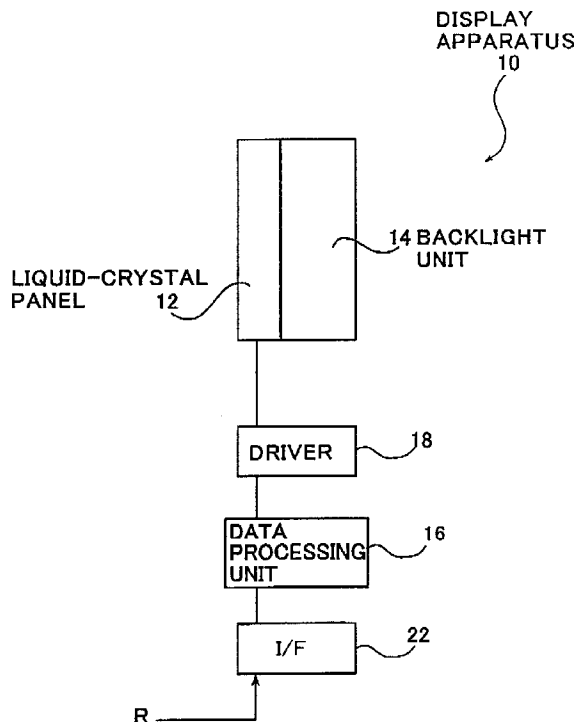 DISPLAY
APPARATUS
10
14 BACKLIGHT
UNIT
LIQUID-CRYSTAL
PANEL 12
DRIVER
18
DATA
PROCESSING
UNIT
16
I/F
22
R